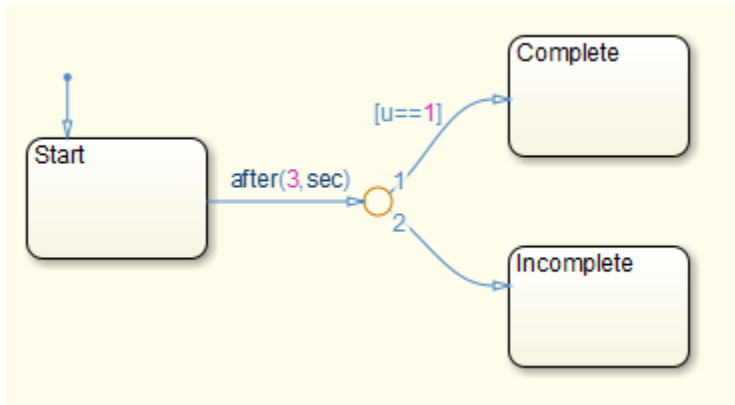 Complete
[u==1]
Start
after(3,sec)
1
2
Incomplete